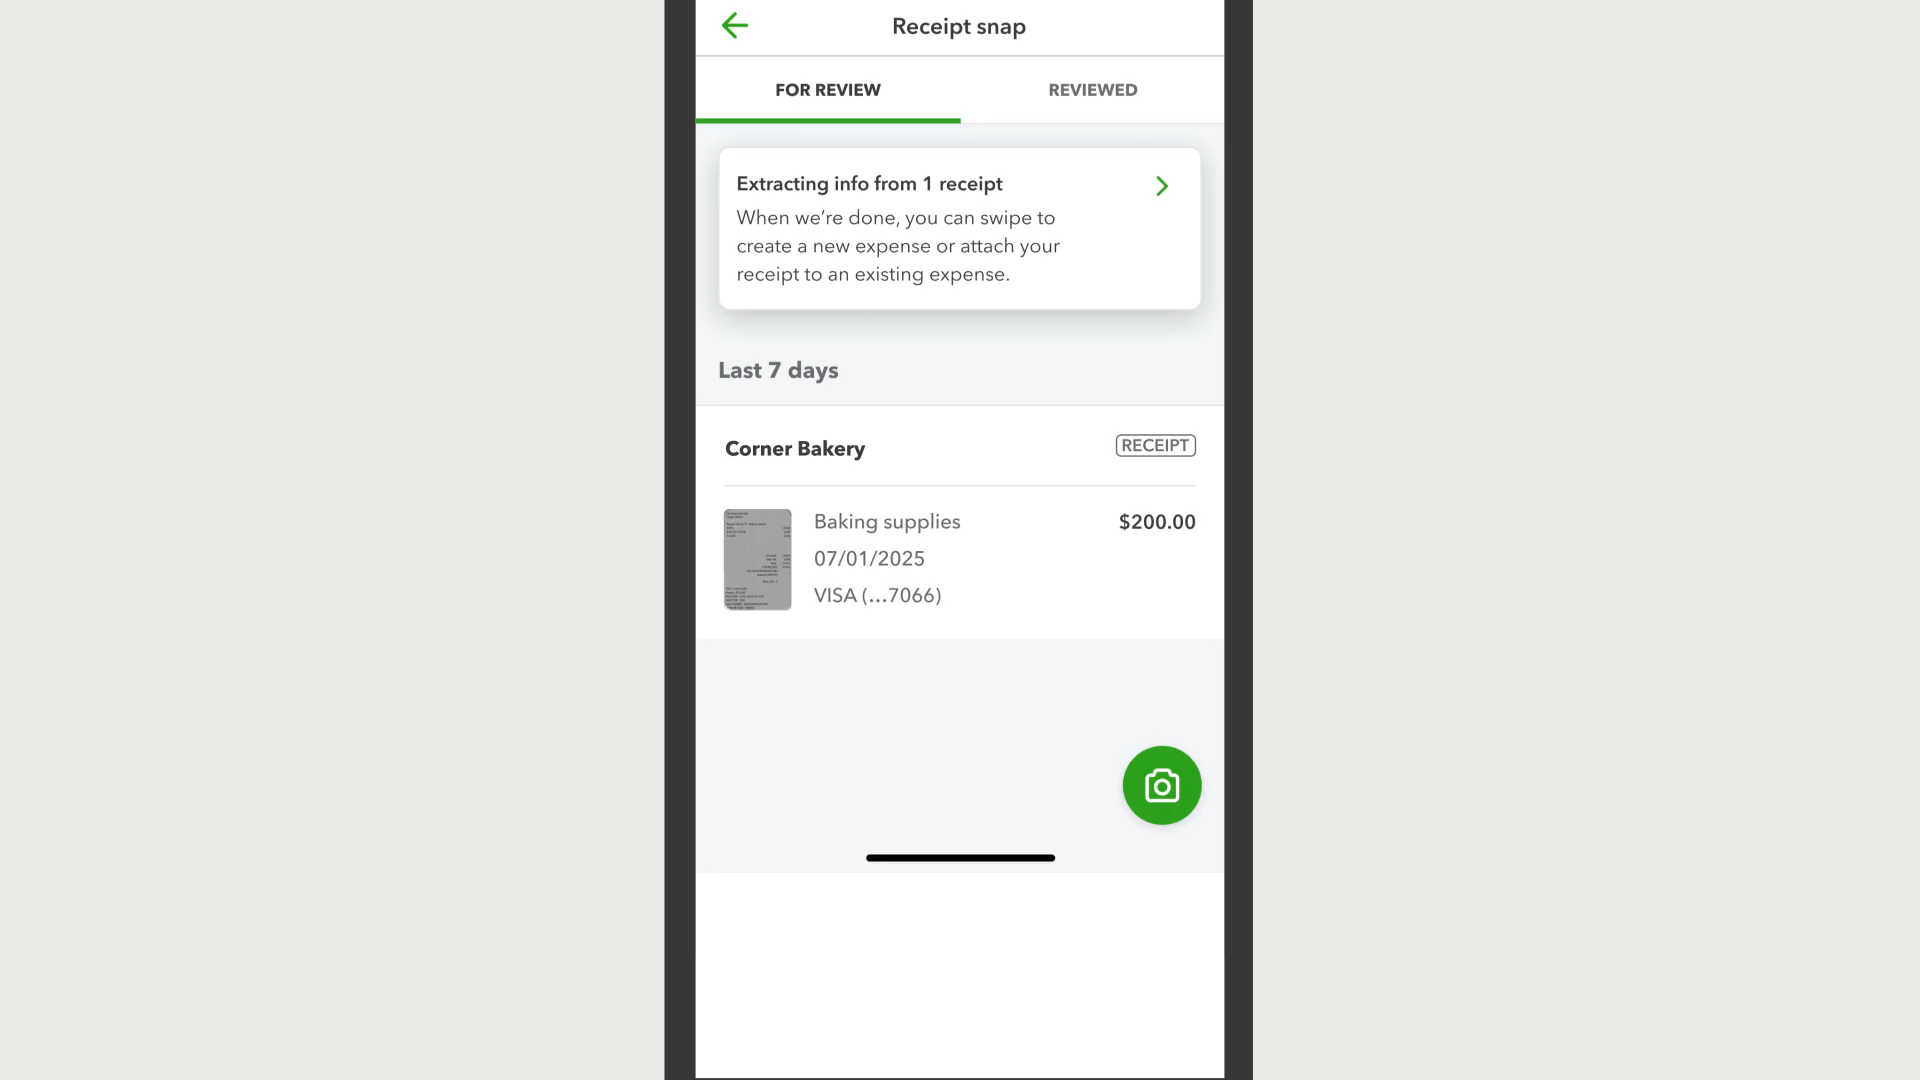 Receipt snap
FOR REVIEW
REVIEWED
Extracting info from 1 receipt
When we’re done, you can swipe to
create a new expense or attach your
receipt to an existing expense.
Last 7 days
Corner Bakery
RECEIPT
Baking supplies
$200.00
07/01/2025
VISA (...7066)